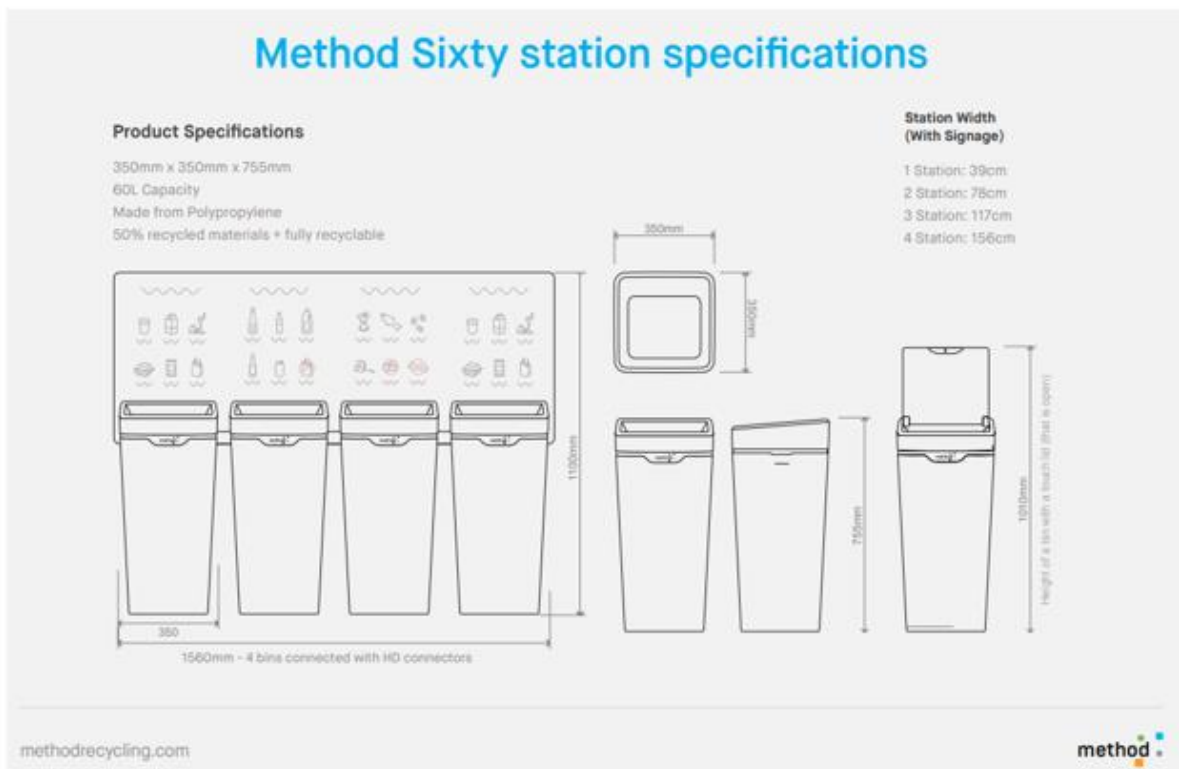 Method Sixty station specifications
Product Specifications
350mm x 350mm x 755mm
60L Capacity
Made from Polypropylene
50% recycled materials + fully recyclable
Station Width
(With Signage)
1 Station: 39cm
2 Station: 78cm
3 Station: 117cm
4 Station: 156cm
350mm
350mm
1100mm
755mm
1010mm
Height of a bin with a touch lid (that is open)
350
1560mm - 4 bins connected with HD connectors
methodrecycling.com
method